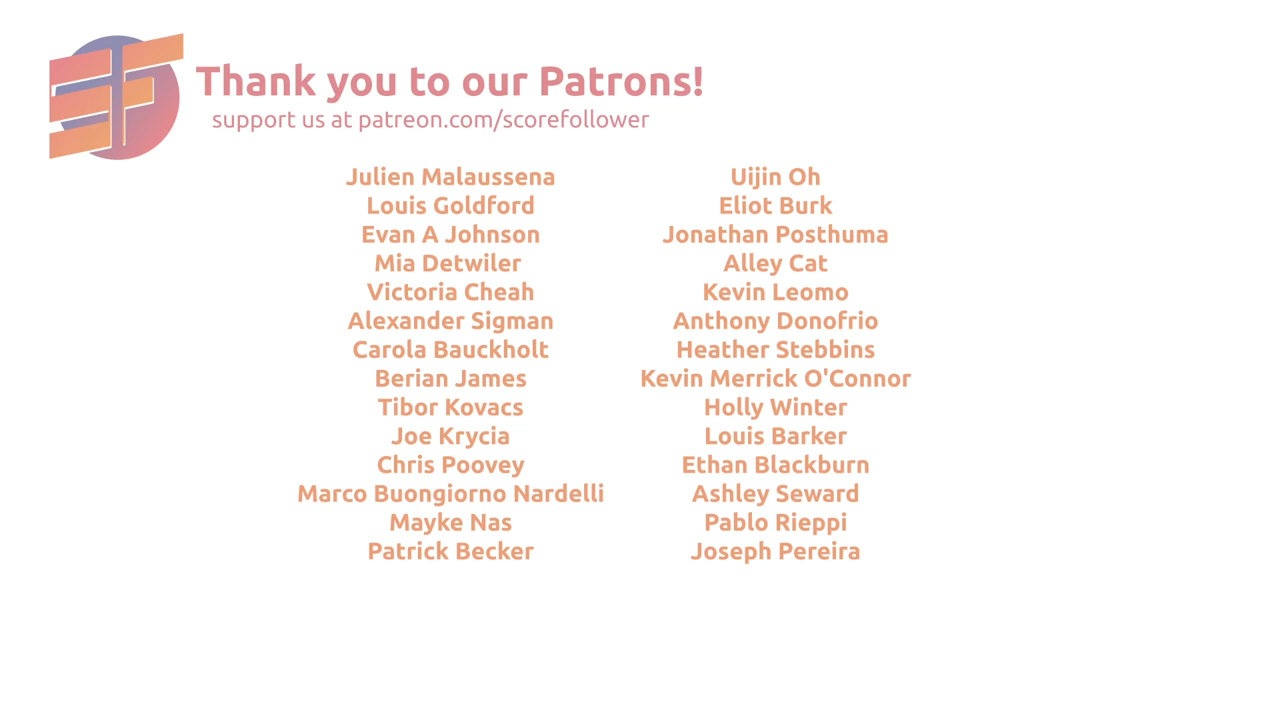 Thank you to our Patrons!
support us at patreon.com/scorefollower
Julien Malaussena
Louis Goldford
Evan A Johnson
Mia Detwiler
Victoria Cheah
Alexander Sigman
Carola Bauckholt
Berian James
Tibor Kovacs
Joe Krycia
Chris Poovey
Marco Buongiorno Nardelli
Mayke Nas
Patrick Becker
Uijin Oh
Eliot Burk
Jonathan Posthuma
Alley Cat
Kevin Leomo
Anthony Donofrio
Heather Stebbins
Kevin Merrick O'Connor
Holly Winter
Louis Barker
Ethan Blackburn
Ashley Seward
Pablo Rieppi
Joseph Pereira